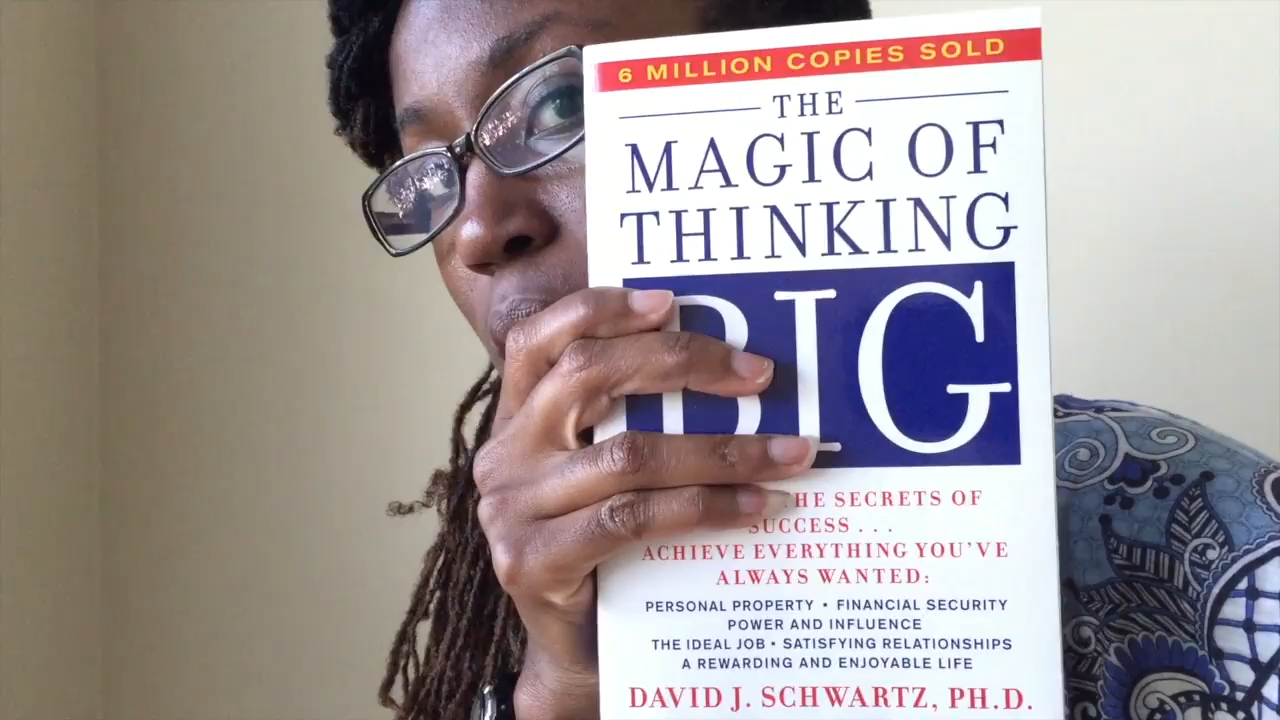 6 MILLION COPIES SOLD
THE
MAGIC OF
THINKING
BIG
THE SECRETS OF
SUCCESS . . .
ACHIEVE EVERYTHING YOU'VE
ALWAYS WANTED:
PERSONAL PROPERTY • FINANCIAL SECURITY
POWER AND INFLUENCE
THE IDEAL JOB • SATISFYING RELATIONSHIPS
A REWARDING AND ENJOYABLE LIFE
DAVID J. SCHWARTZ, PH.D.